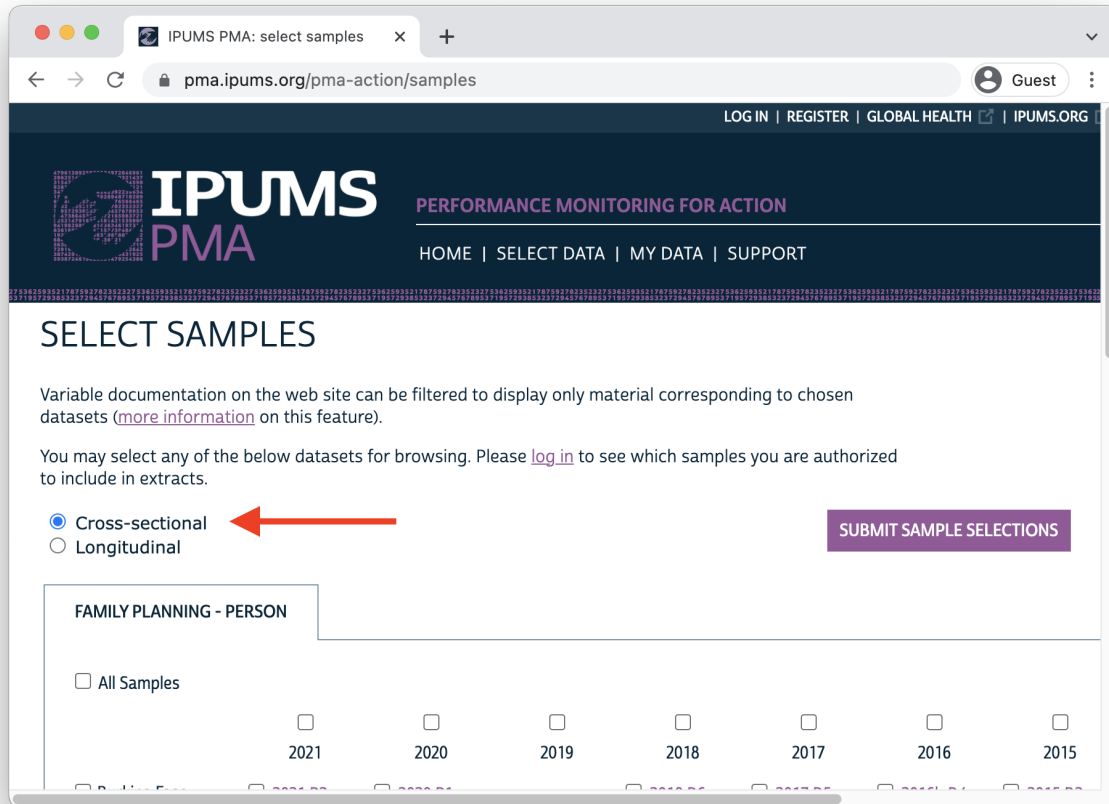 IPUMS PMA: select samples
pma.ipums.org/pma-action/samples
Guest
LOG IN | REGISTER | GLOBAL HEALTH | IPUMS.ORG
IPUMS
PMA
PERFORMANCE MONITORING FOR ACTION
HOME | SELECT DATA | MY DATA | SUPPORT
SELECT SAMPLES
Variable documentation on the web site can be filtered to display only material corresponding to chosen
datasets (more information on this feature).
You may select any of the below datasets for browsing. Please log in to see which samples you are authorized
to include in extracts.
Cross-sectional
Longitudinal
SUBMIT SAMPLE SELECTIONS
FAMILY PLANNING - PERSON
All Samples
2021 2020 2019 2018 2017 2016 2015